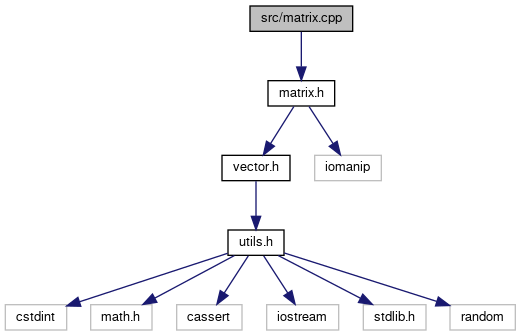 src/matrix.cpp
matrix.h
vector.h
iomanip
utils.h
cstdint
math.h
cassert
iostream
stdlib.h
random